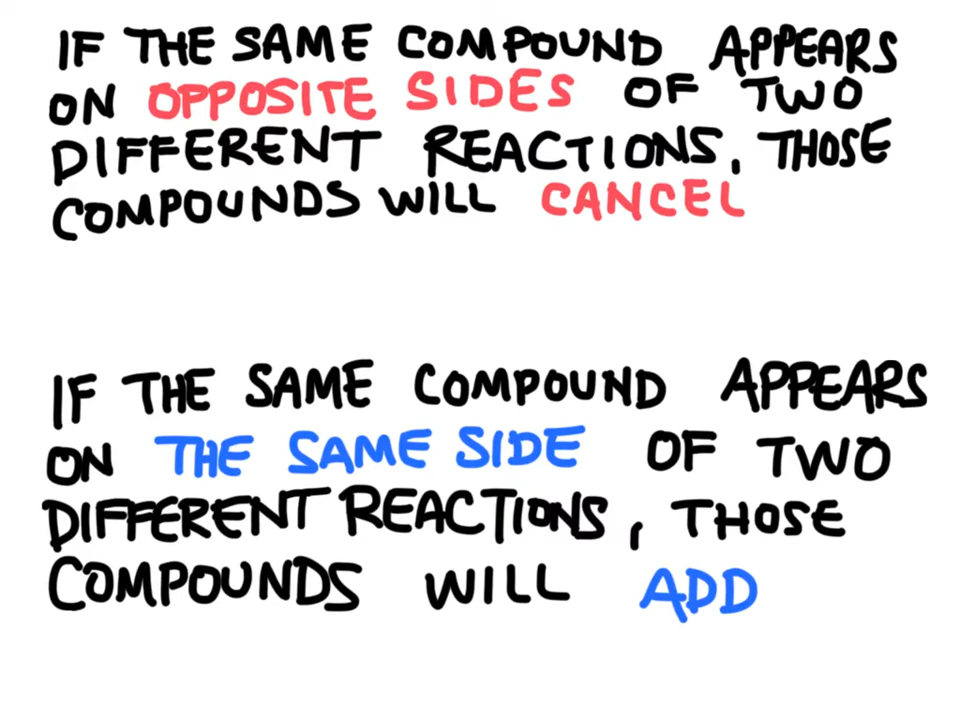 IF THE SAME COMPOUND APPEARS
ON OPPOSITE SIDES OF TWO
DIFFERENT REACTIONS, THOSE
COMPOUNDS WILL CANCEL
IF THE SAME COMPOUND APPEARS
ON THE SAME SIDE OF TWO
DIFFERENT REACTIONS, THOSE
COMPOUNDS WILL ADD